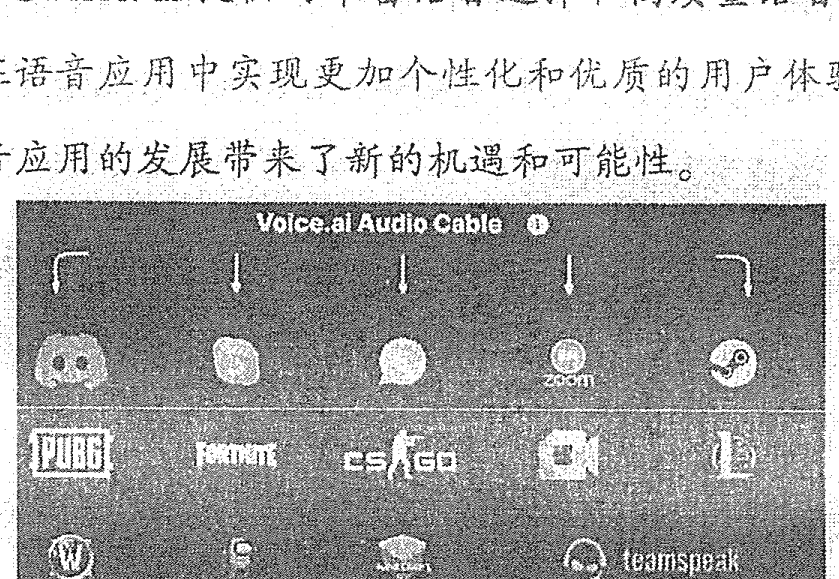 语音应用中实现更加个性化和优质的用户体验
应用的发展带来了新的机遇和可能性。
Voice.ai Audio Cable
zoom
PUBG
FORTNITE
CS GO
W
MINECRAFT
teamspeak